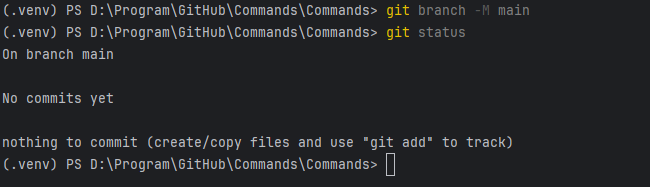 (.venv) PS D:\Program\GitHub\Commands\Commands> git branch -M main
(.venv) PS D:\Program\GitHub\Commands\Commands> git status
On branch main
No commits yet
nothing to commit (create/copy files and use "git add" to track)
(.venv) PS D:\Program\GitHub\Commands\Commands>